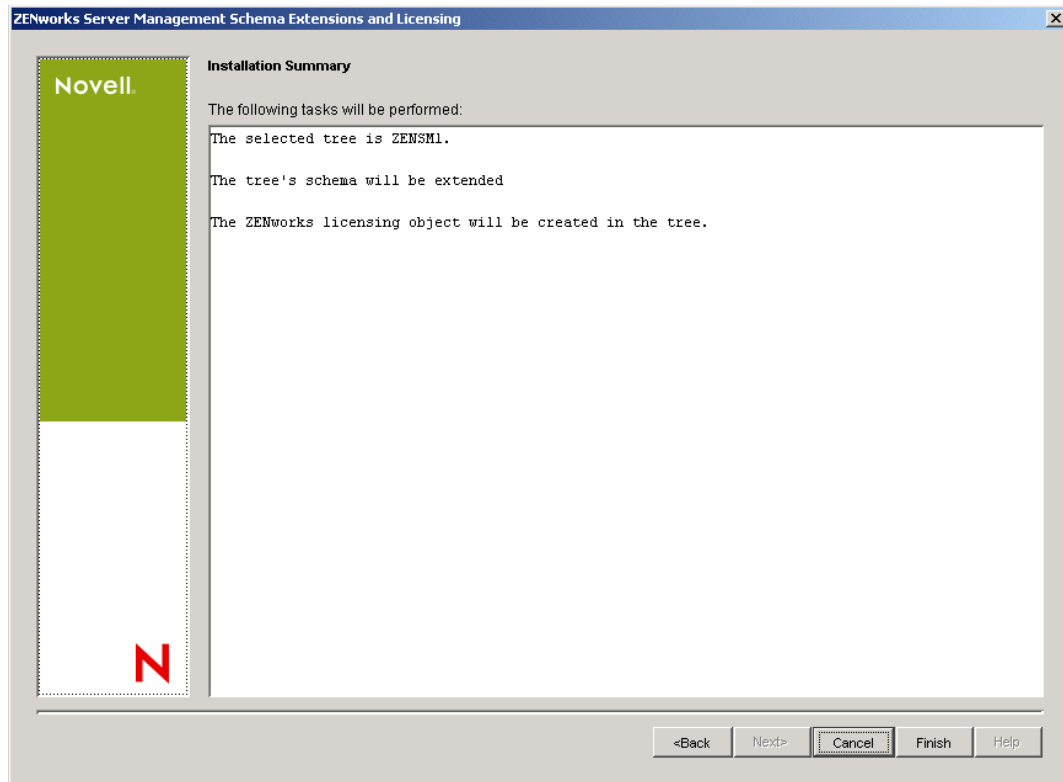 ZENworks Server Management Schema Extensions and Licensing
Novell.
Installation Summary
The following tasks will be performed:
The selected tree is ZENSM1.
The tree's schema will be extended
The ZENworks licensing object will be created in the tree.
N
<Back Next> Cancel Finish Help